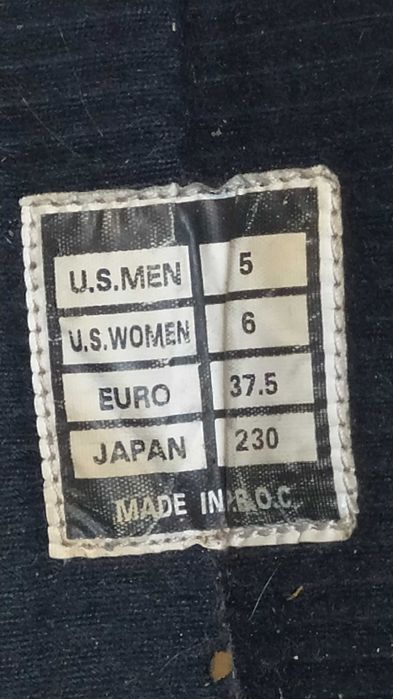 U.S.MEN 5
U.S.WOMEN 6
EURO 37.5
JAPAN 230
MADE IN R.O.C.